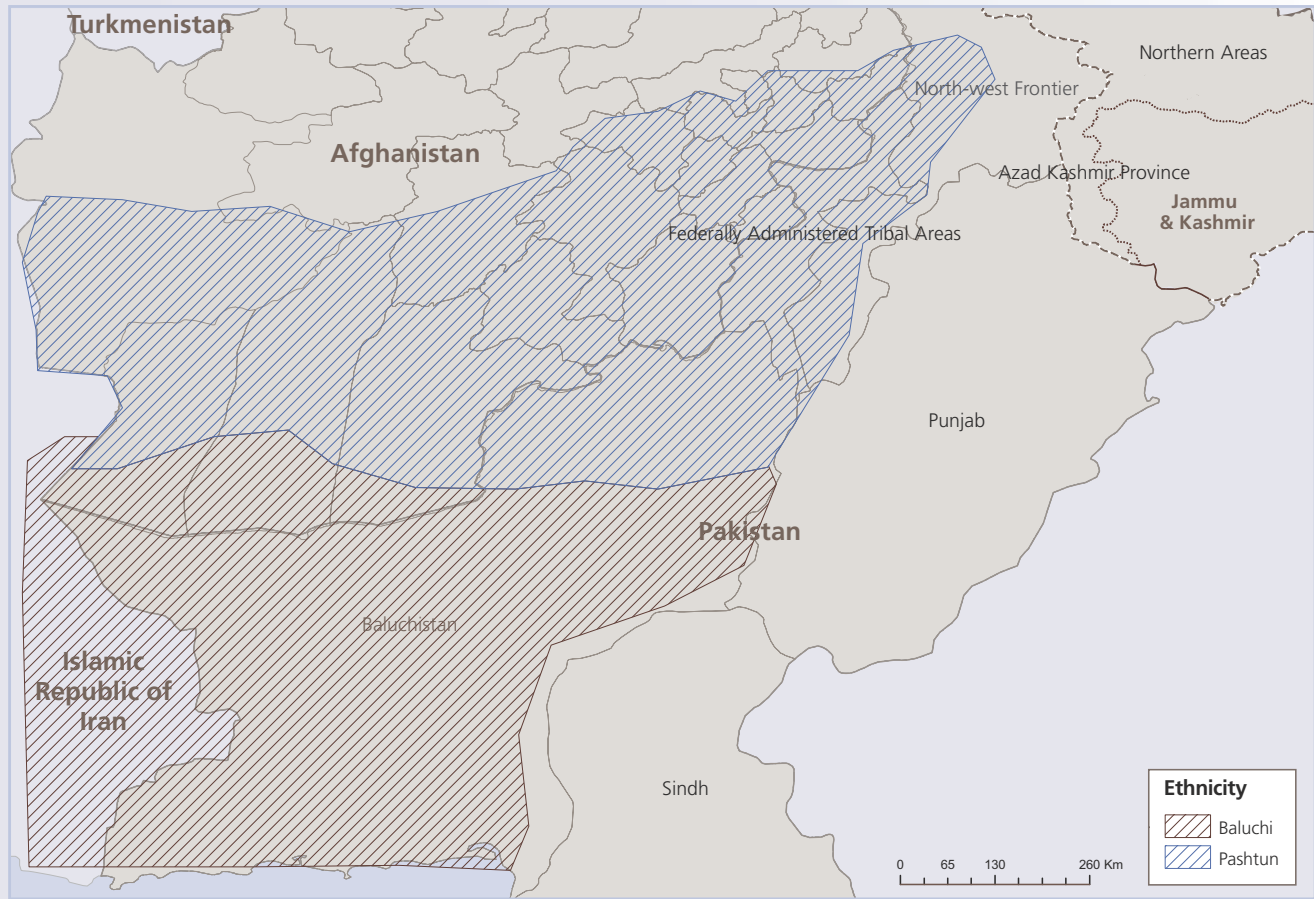 Turkmenistan
Northern Areas
North-west Frontier
Afghanistan
Azad Kashmir Province
Jammu
& Kashmir
Federally Administered Tribal Areas
Punjab
Pakistan
Baluchistan
Islamic
Republic of
Iran
Sindh
Ethnicity
Baluchi
Pashtun
0 65 130 260 Km